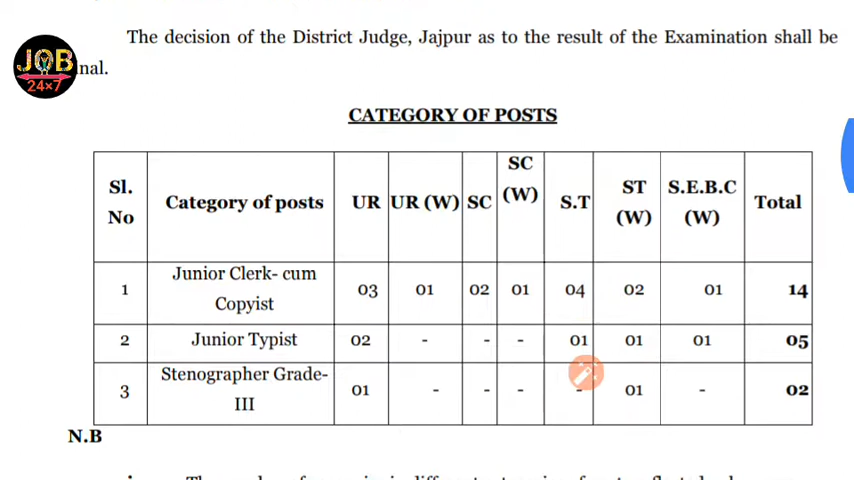 The decision of the District Judge, Jajpur as to the result of the Examination shall be
nal.
JOB
24×7
CATEGORY OF POSTS
Sl. No | Category of posts | UR | UR (W) | SC | SC (W) | S.T | ST (W) | S.E.B.C (W) | Total
1 | Junior Clerk- cum Copyist | 03 | 01 | 02 | 01 | 04 | 02 | 01 | 14
2 | Junior Typist | 02 | - | - | - | 01 | 01 | 01 | 05
3 | Stenographer Grade-III | 01 | - | - | - | - | 01 | - | 02
N.B